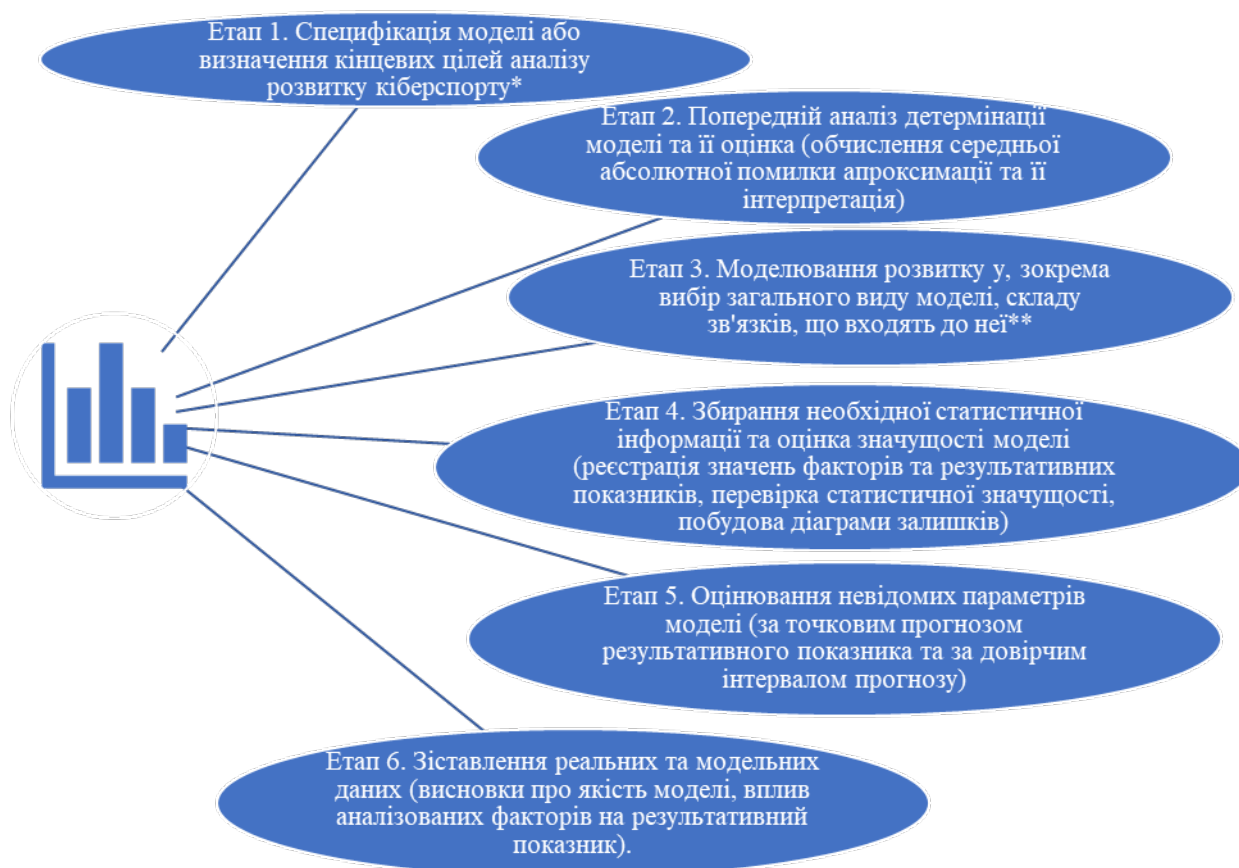 Етап 1. Специфікація моделі або
визначення кінцевих цілей аналізу
розвитку кіберспорту*
Етап 2. Попередній аналіз детермінації
моделі та її оцінка (обчислення середньої
абсолютної помилки апроксимації та її
інтерпретація)
Етап 3. Моделювання розвитку у, зокрема
вибір загального виду моделі, складу
зв'язків, що входять до неї**
Етап 4. Збирання необхідної статистичної
інформації та оцінка значущості моделі
(реєстрація значень факторів та результативних
показників, перевірка статистичної значущості,
побудова діаграми залишків)
Етап 5. Оцінювання невідомих параметрів
моделі (за точковим прогнозом
результативного показника та за довірчим
інтервалом прогнозу)
Етап 6. Зіставлення реальних та модельних
даних (висновки про якість моделі, вплив
аналізованих факторів на результативний
показник).